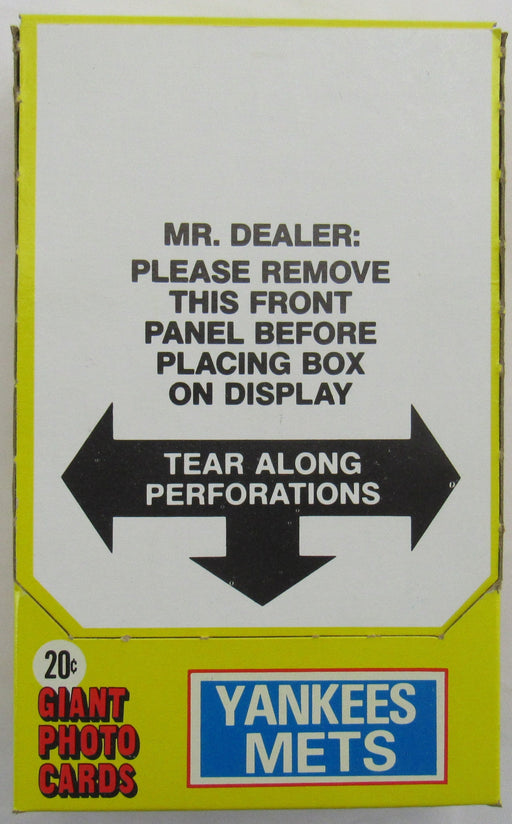 MR. DEALER:
PLEASE REMOVE
THIS FRONT
PANEL BEFORE
PLACING BOX
ON DISPLAY
TEAR ALONG
PERFORATIONS
20¢
GIANT
PHOTO
CARDS
YANKEES
METS